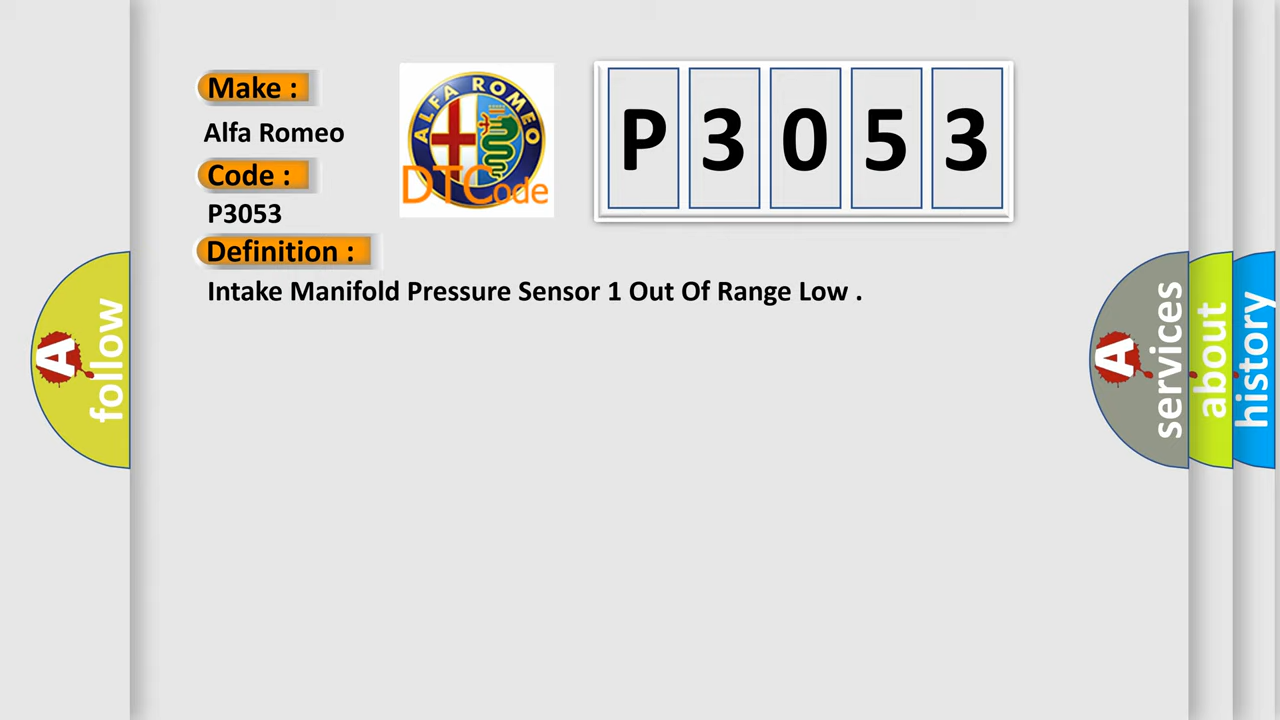 Make :
Alfa Romeo
Code :
P3053
Definition :
Intake Manifold Pressure Sensor 1 Out Of Range Low .
ALFA ROMEO
DTCode
P 3 0 5 3
A
follow
A
services
about
history